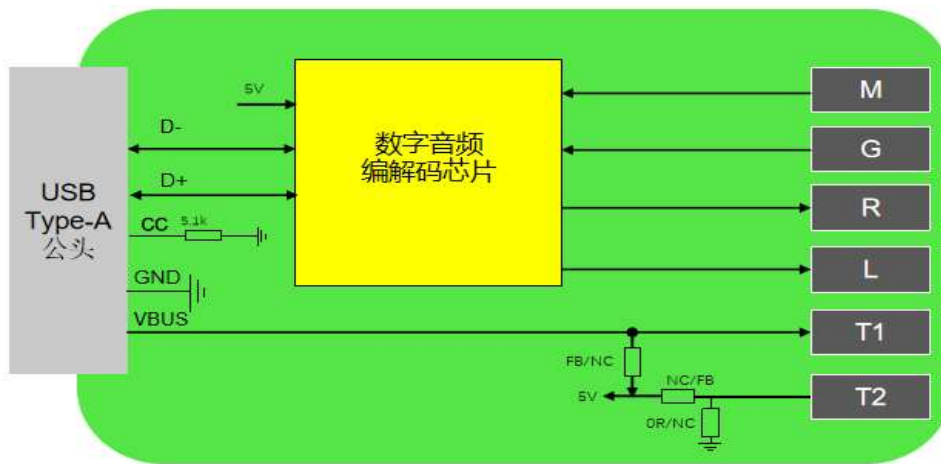 USB
Type-A
公头
D-
D+
CC
5.1k
GND
VBUS
5V
数字音频
编解码芯片
M
G
R
L
T1
T2
FB/NC
5V
NC/FB
0R/NC